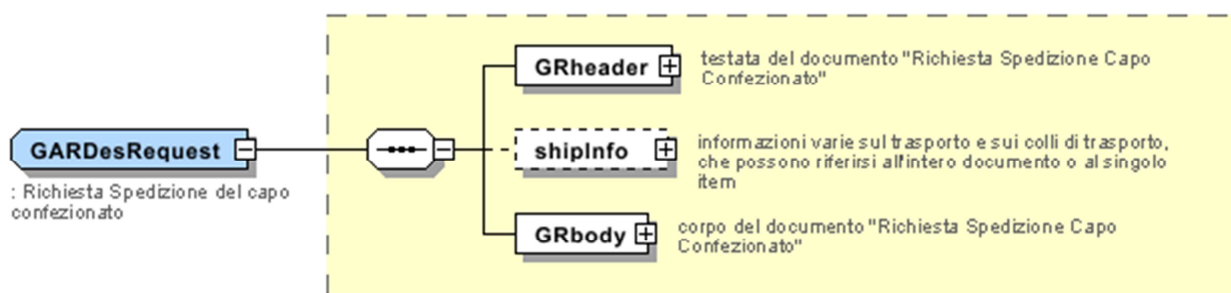 GRheader
testata del documento "Richiesta Spedizione Capo
Confezionato"
GARDesRequest
: Richiesta Spedizione del capo
confezionato
shipInfo
informazioni varie sul trasporto e sui colli di trasporto,
che possono riferirsi all'intero documento o al singolo
item
GRbody
corpo del documento "Richiesta Spedizione Capo
Confezionato"